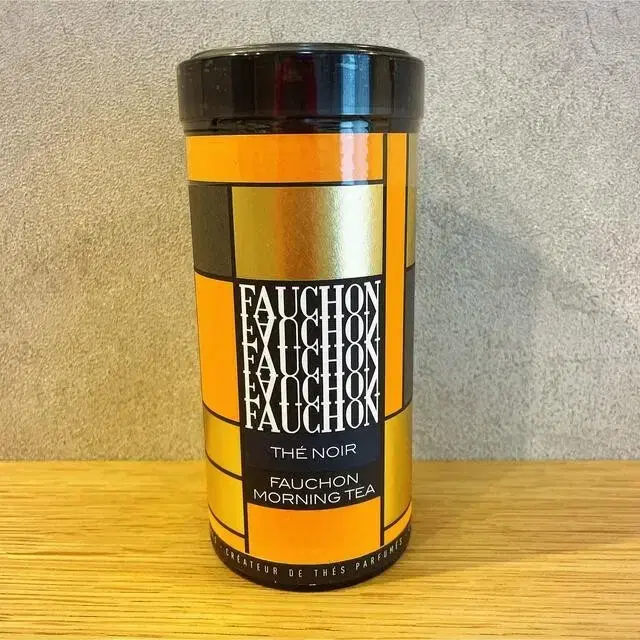 FAUCHON
FAUCHON
FAUCHON
FAUCHON
FAUCHON
THÉ NOIR
FAUCHON
MORNING TEA
CRÉATEUR DE THÉS PARFUMÉS